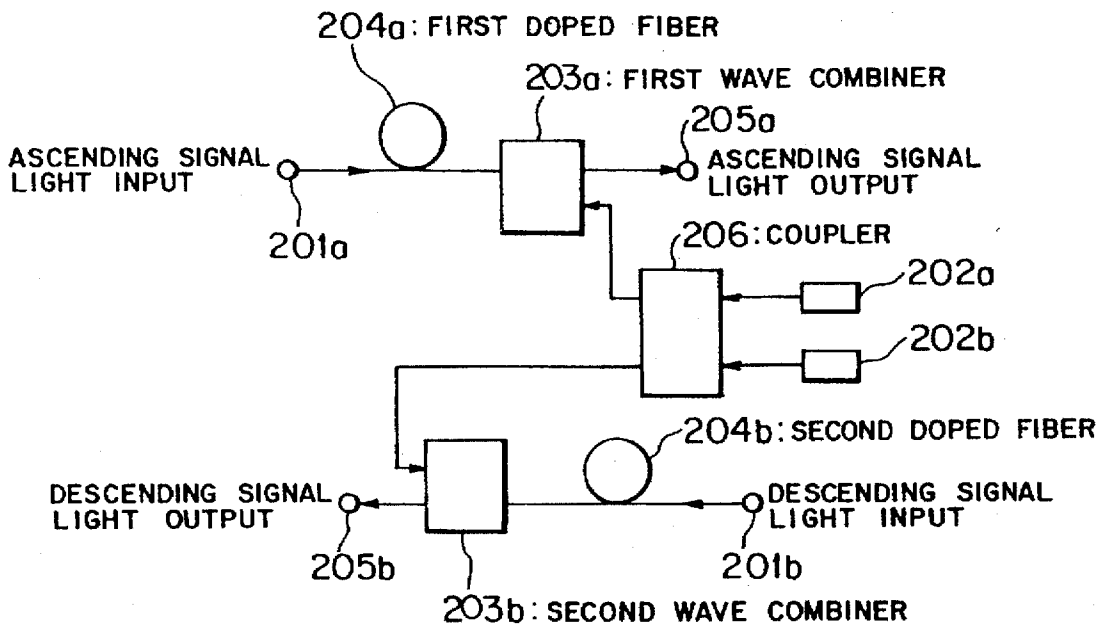 204a: FIRST DOPED FIBER
203a: FIRST WAVE COMBINER
205a
ASCENDING SIGNAL
LIGHT INPUT
ASCENDING SIGNAL
LIGHT OUTPUT
201a
206: COUPLER
202a
202b
204b: SECOND DOPED FIBER
DESCENDING SIGNAL
LIGHT OUTPUT
DESCENDING SIGNAL
LIGHT INPUT
205b
201b
203b: SECOND WAVE COMBINER